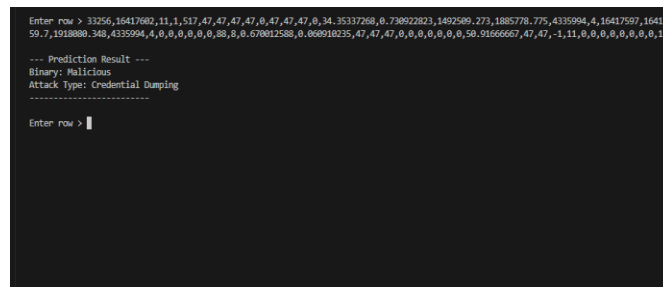 Enter row > 33256,16417602,11,1,517,47,47,47,47,0,47,47,47,0,34.35337268,0.730922823,1492509.273,1885778.775,4335994,4,16417597,1641
59.7,1918080.348,4335994,4,0,0,0,0,0,88,8,0.670012588,0.060910235,47,47,47,0,0,0,0,0,0,50.91666667,47,47,-1,11,0,0,0,0,0,0,0,1
--- Prediction Result ---
Binary: Malicious
Attack Type: Credential Dumping
-------------------------
Enter row >